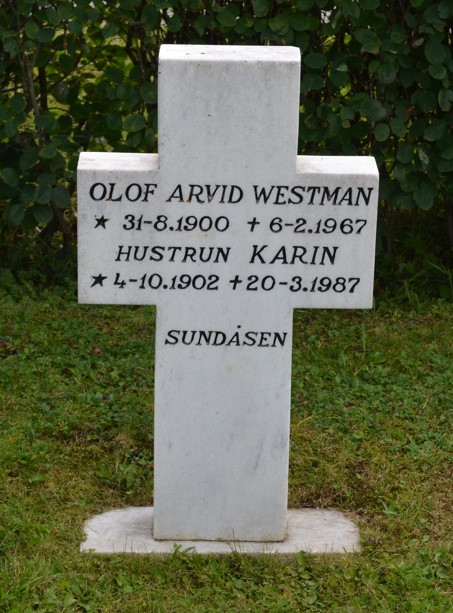 OLOF ARVID WESTMAN
★ 31-8.1900 ✝ 6-2.1967
HUSTRUN KARIN
★ 4-10.1902 ✝ 20-3.1987
SUNDÅSEN